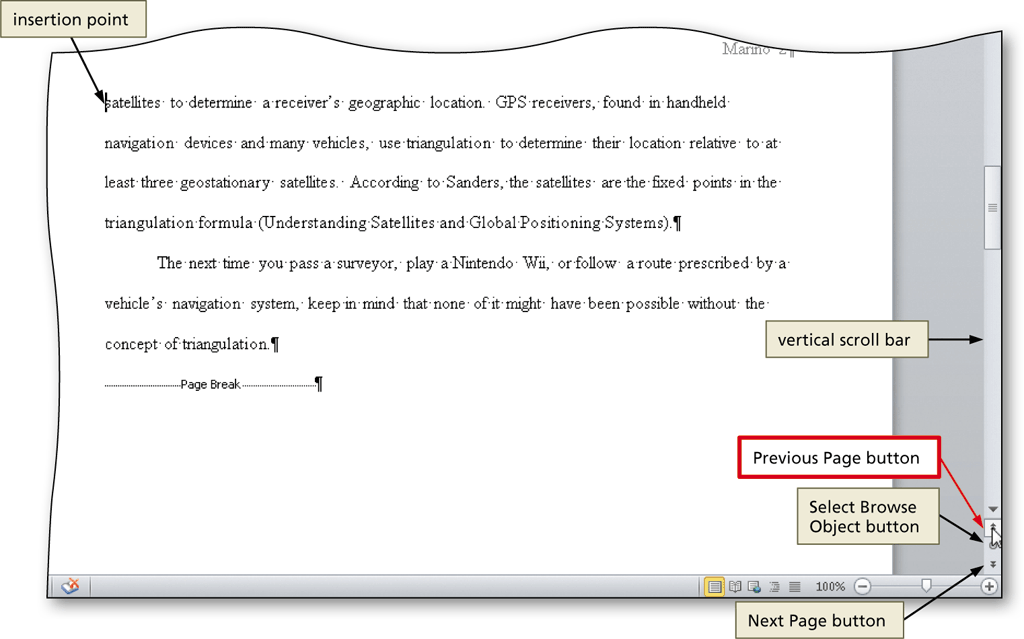 insertion point
Marino 2¶
satellites to determine a receiver's geographic location. GPS receivers, found in handheld
navigation devices and many vehicles, use triangulation to determine their location relative to at
least three geostationary satellites. According to Sanders, the satellites are the fixed points in the
triangulation formula (Understanding Satellites and Global Positioning Systems).¶
The next time you pass a surveyor, play a Nintendo Wii, or follow a route prescribed by a
vehicle's navigation system, keep in mind that none of it might have been possible without the
concept of triangulation.¶
Page Break¶
vertical scroll bar
Previous Page button
Select Browse
Object button
100%
Next Page button